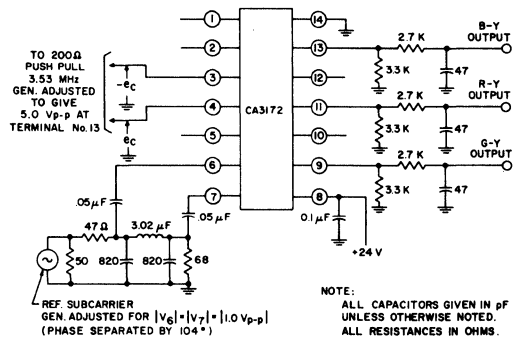 TO 200Ω
PUSH PULL
3.53 MHz
GEN. ADJUSTED
TO GIVE
5.0 Vp-p AT
TERMINAL No.13
-eC
eC
1
2
3
4
5
6
7
CA3172
14
13
12
11
10
9
8
2.7 K
3.3 K
47
B-Y
OUTPUT
2.7 K
3.3 K
47
R-Y
OUTPUT
2.7 K
3.3 K
47
G-Y
OUTPUT
0.1 μF
+24 V
.05 μF
.05 μF
47 Ω
3.02 μF
50
820
820
68
REF. SUBCARRIER
GEN. ADJUSTED FOR |V6|=|V7|=|1.0 Vp-p|
(PHASE SEPARATED BY 104°)
NOTE:
ALL CAPACITORS GIVEN IN pF
UNLESS OTHERWISE NOTED.
ALL RESISTANCES IN OHMS.